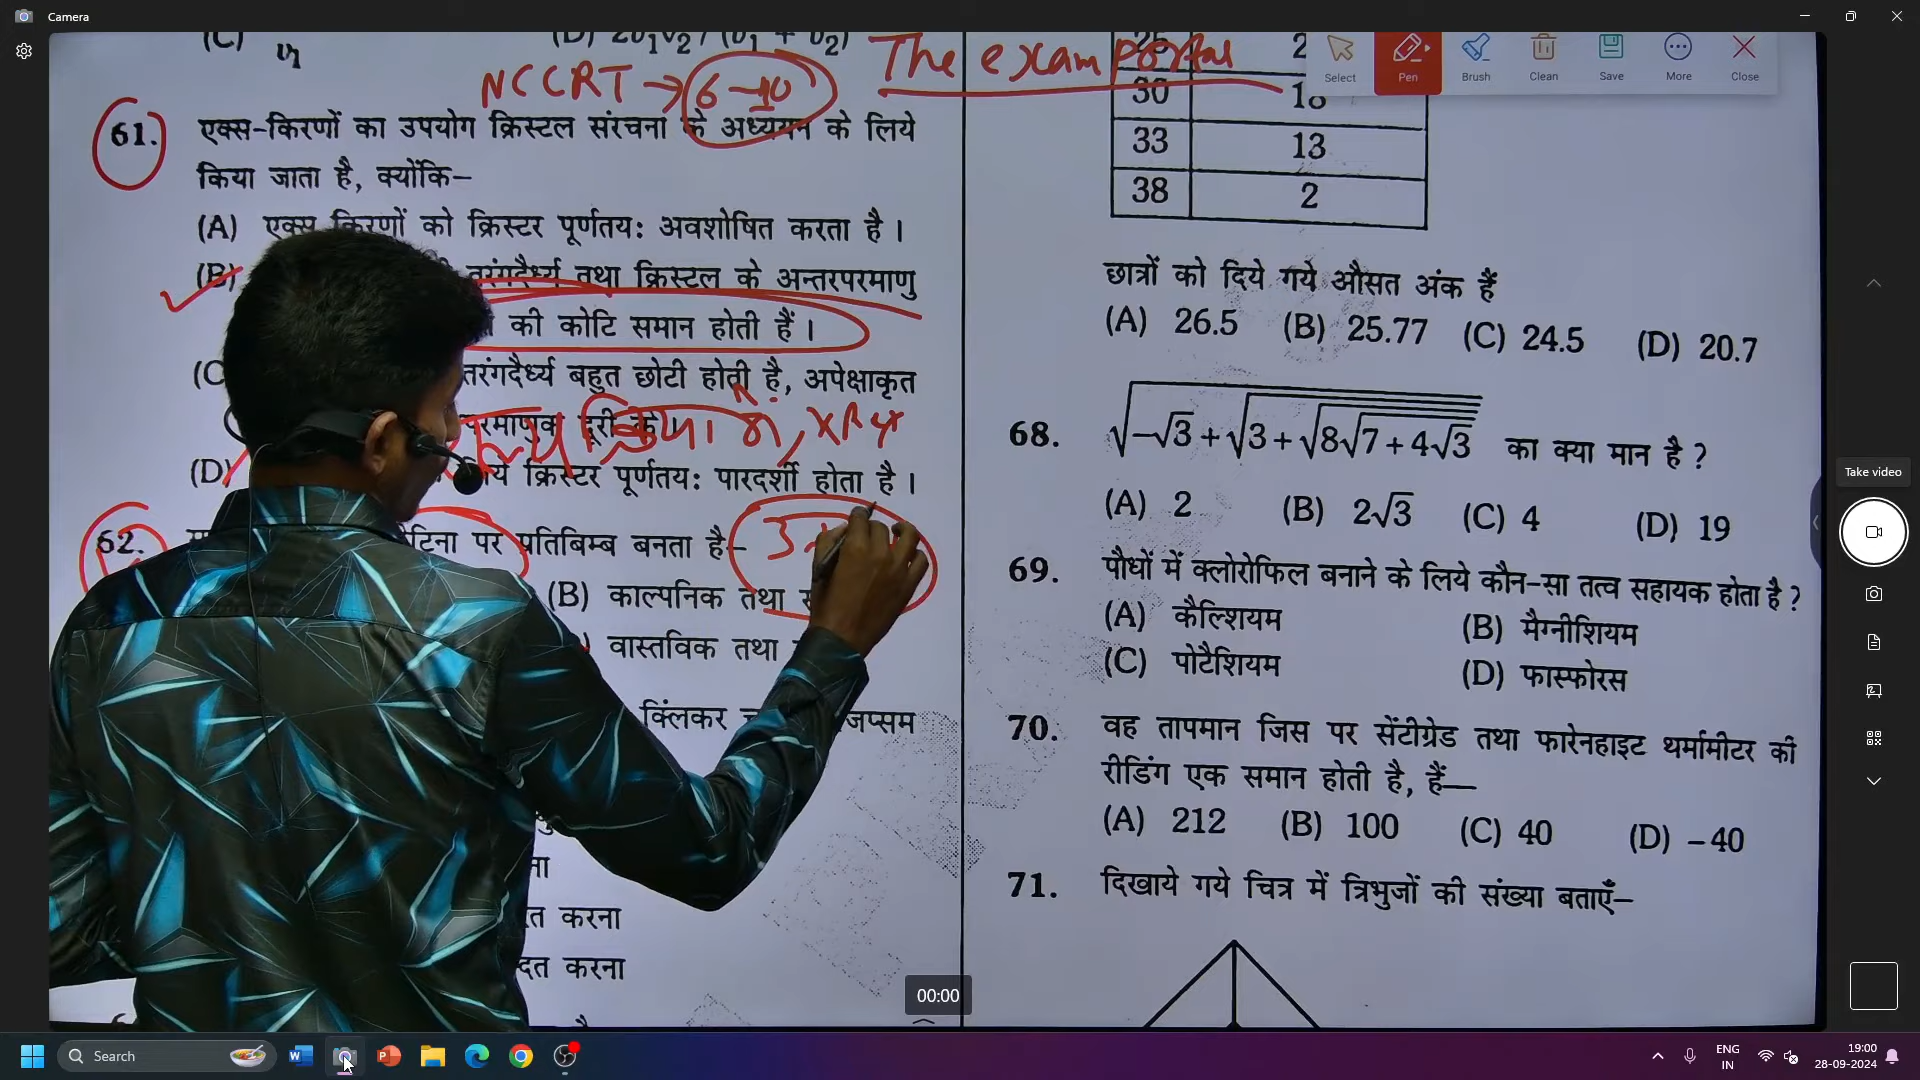 Camera
(C)
(D) 2υ₁υ₂ / (υ₁ + υ₂)
NCCRT → 6-10
The exam portal
61. एक्स-किरणों का उपयोग क्रिस्टल संरचना के अध्ययन के लिये
किया जाता है, क्योंकि–
(A) एक्स किरणों को क्रिस्टर पूर्णतय: अवशोषित करता है ।
(B) तरंगदैर्ध्य तथा क्रिस्टल के अन्तरपरमाणु
की कोटि समान होती हैं ।
(C तरंगदैर्ध्य बहुत छोटी होती है, अपेक्षाकृत
परमाणुक दूरी के ।
(D) लिये क्रिस्टर पूर्णतय: पारदर्शी होता है ।
62. रेटिना पर प्रतिबिम्ब बनता है–
(B) काल्पनिक तथा
वास्तविक तथा
क्लिंकर जिप्सम
करना
करना
25
30 18
33 13
38 2
छात्रों को दिये गये औसत अंक हैं
(A) 26.5 (B) 25.77 (C) 24.5 (D) 20.7
68. √−√3 + √3 + √8√7 + 4√3 का क्या मान है ?
(A) 2 (B) 2√3 (C) 4 (D) 19
69. पौधों में क्लोरोफिल बनाने के लिये कौन-सा तत्व सहायक होता है ?
(A) कैल्शियम (B) मैग्नीशियम
(C) पोटैशियम (D) फास्फोरस
70. वह तापमान जिस पर सेंटीग्रेड तथा फारेनहाइट थर्मामीटर की
रीडिंग एक समान होती है, हैं—
(A) 212 (B) 100 (C) 40 (D) – 40
71. दिखाये गये चित्र में त्रिभुजों की संख्या बताएँ–
Select Pen Brush Clean Save More Close
Take video
00:00
Search
ENG
IN
19:00
28-09-2024